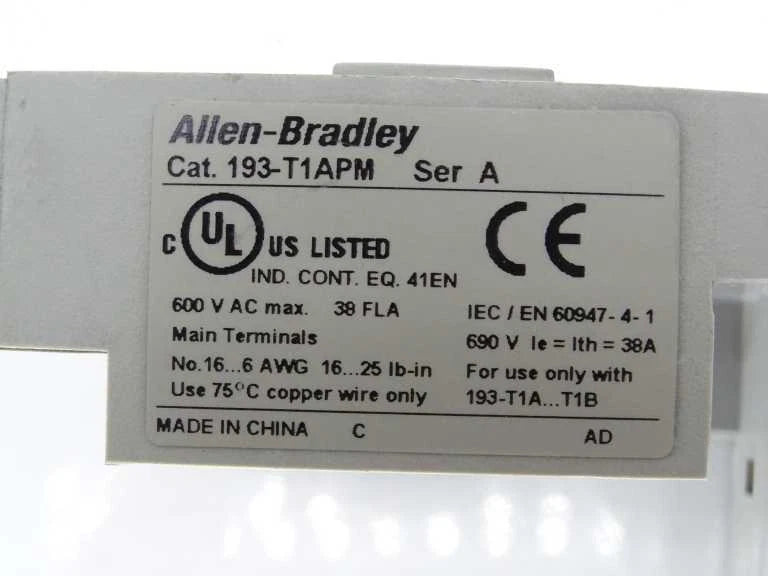 Allen-Bradley
Cat. 193-T1APM Ser A
C UL US LISTED CE
IND. CONT. EQ. 41EN
600 V AC max. 38 FLA
Main Terminals
No.16...6 AWG 16...25 lb-in
Use 75°C copper wire only
IEC / EN 60947-4-1
690 V Ie = Ith = 38A
For use only with
193-T1A...T1B
MADE IN CHINA C AD